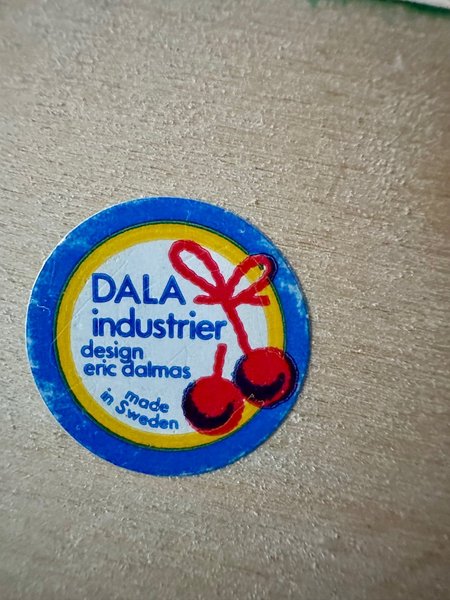 DALA
industrier
design
eric dalmas
made
in Sweden